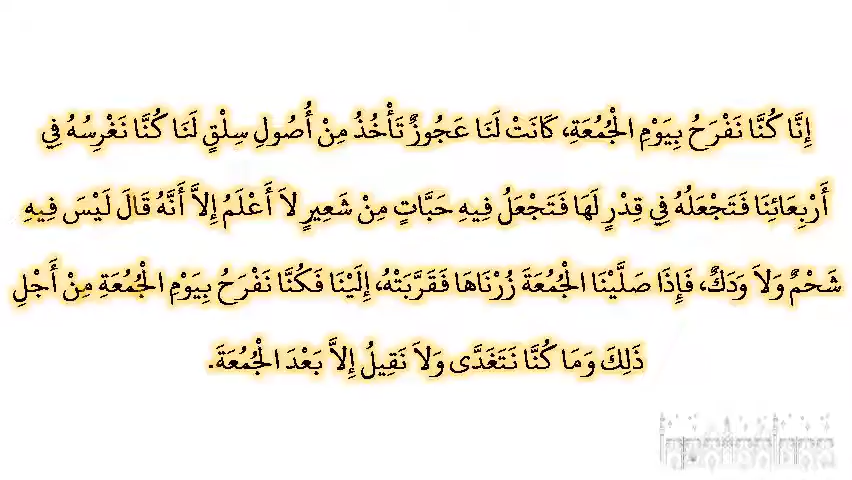 إِنَّا كُنَّا نَفْرَحُ بِيَوْمِ الْجُمُعَةِ، كَانَتْ لَنَا عَجُوزٌ تَأْخُذُ مِنْ أُصُولِ سِلْقٍ لَنَا كُنَّا نَغْرِسُهُ فِي
أَرْبِعَائِنَا فَتَجْعَلُهُ فِي قِدْرٍ لَهَا فَتَجْعَلُ فِيهِ حَبَّاتٍ مِنْ شَعِيرٍ لاَ أَعْلَمُ إِلاَّ أَنَّهُ قَالَ لَيْسَ فِيهِ
شَحْمٌ وَلاَ وَدَكٌ، فَإِذَا صَلَّيْنَا الْجُمُعَةَ زُرْنَاهَا فَقَرَّبَتْهُ، إِلَيْنَا فَكُنَّا نَفْرَحُ بِيَوْمِ الْجُمُعَةِ مِنْ أَجْلِ
ذَلِكَ وَمَا كُنَّا نَتَغَدَّى وَلاَ نَقِيلُ إِلاَّ بَعْدَ الْجُمُعَةَ.